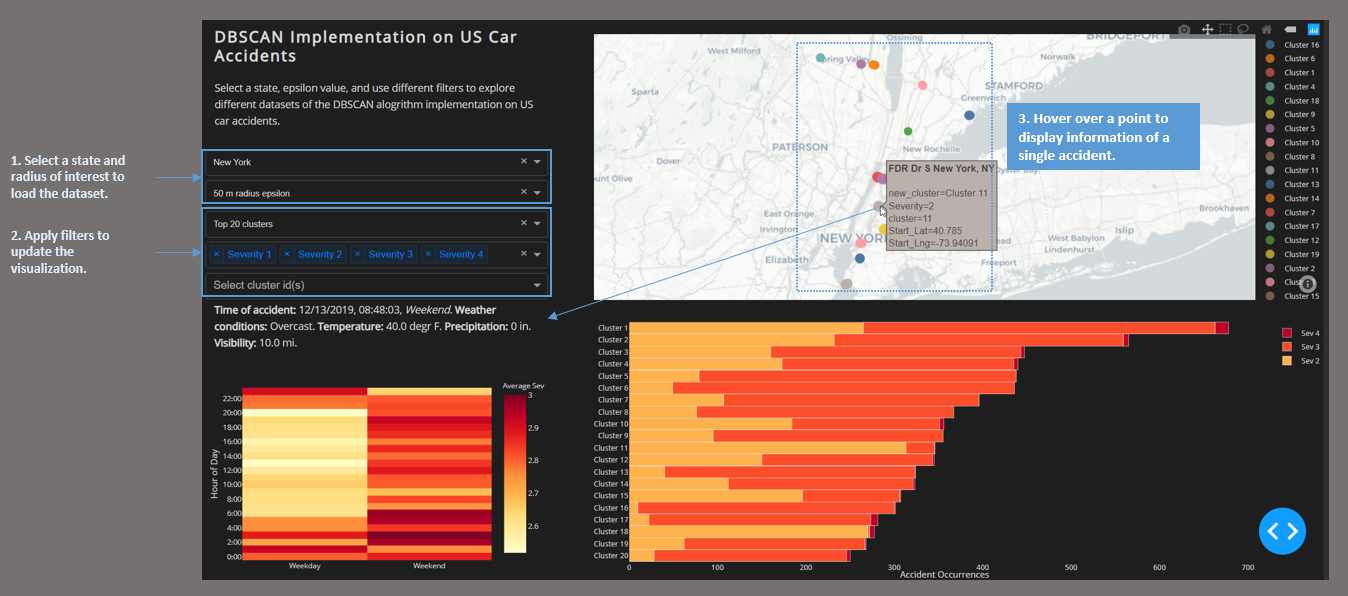 DBSCAN Implementation on US Car
Accidents
Select a state, epsilon value, and use different filters to explore
different datasets of the DBSCAN alogrithm implementation on US
car accidents.
1. Select a state and
radius of interest to
load the dataset.
New York
50 m radius epsilon
2. Apply filters to
update the
visualization.
Top 20 clusters
× Severity 1 × Severity 2 × Severity 3 × Severity 4
Select cluster id(s)
Time of accident: 12/13/2019, 08:48:03, Weekend. Weather
conditions: Overcast. Temperature: 40.0 degr F. Precipitation: 0 in.
Visibility: 10.0 mi.
West Milford
Ossining
BRIDGEPORT
Spring Valley
Norwalk
Sparta
STAMFORD
Greenwich
PATERSON
New Rochelle
Dover
unt Olive
Oyster Bay
East Orange
Irvington
NEW YOR
Elizabeth
Brookhaven
Islip
West Babylon
Lindenhurst
ead
Freeport
3. Hover over a point to
display information of a
single accident.
FDR Dr S New York, NY
new_cluster=Cluster 11
Severity=2
cluster=11
Start_Lat=40.785
Start_Lng=-73.94091
Cluster 16
Cluster 6
Cluster 1
Cluster 4
Cluster 18
Cluster 9
Cluster 5
Cluster 10
Cluster 8
Cluster 11
Cluster 13
Cluster 14
Cluster 7
Cluster 17
Cluster 12
Cluster 19
Cluster 2
Clus
Cluster 15
Average Sev
3
2.9
2.8
2.7
2.6
Hour of Day
22:00
20:00
18:00
16:00
14:00
12:00
10:00
8:00
6:00
4:00
2:00
0:00
Weekday
Weekend
Cluster 1
Cluster 2
Cluster 3
Cluster 4
Cluster 5
Cluster 6
Cluster 7
Cluster 8
Cluster 10
Cluster 9
Cluster 11
Cluster 12
Cluster 13
Cluster 14
Cluster 15
Cluster 16
Cluster 17
Cluster 18
Cluster 19
Cluster 20
0 100 200 300 400 500 600 700
Accident Occurrences
Sev 4
Sev 3
Sev 2